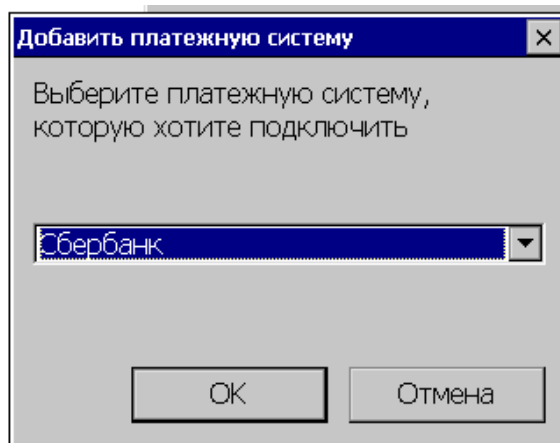 Добавить платежную систему
Выберите платежную систему,
которую хотите подключить
Сбербанк
OK
Отмена